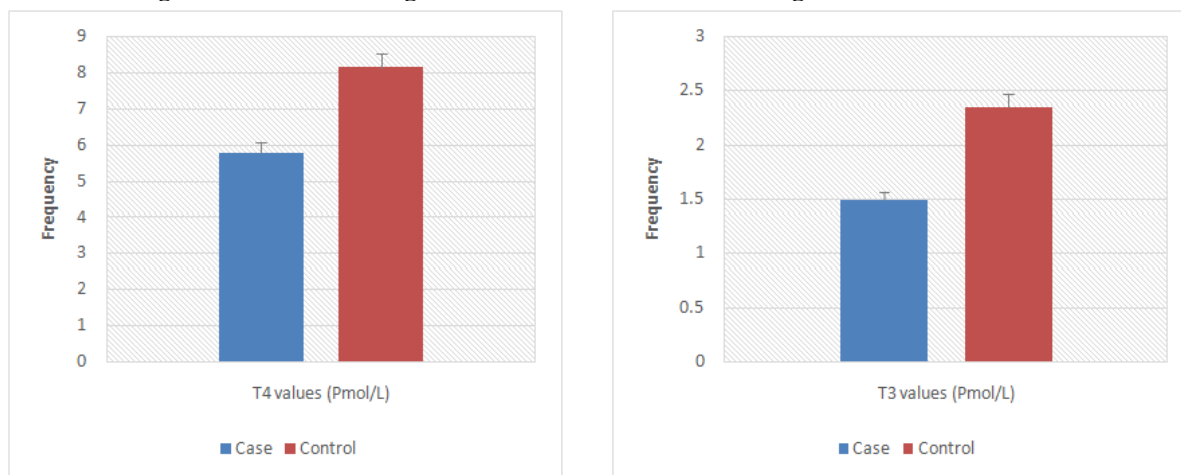 9
8
7
6
5
4
3
2
1
0
Frequency
T4 values (Pmol/L)
Case Control
3
2.5
2
1.5
1
0.5
0
Frequency
T3 values (Pmol/L)
Case Control